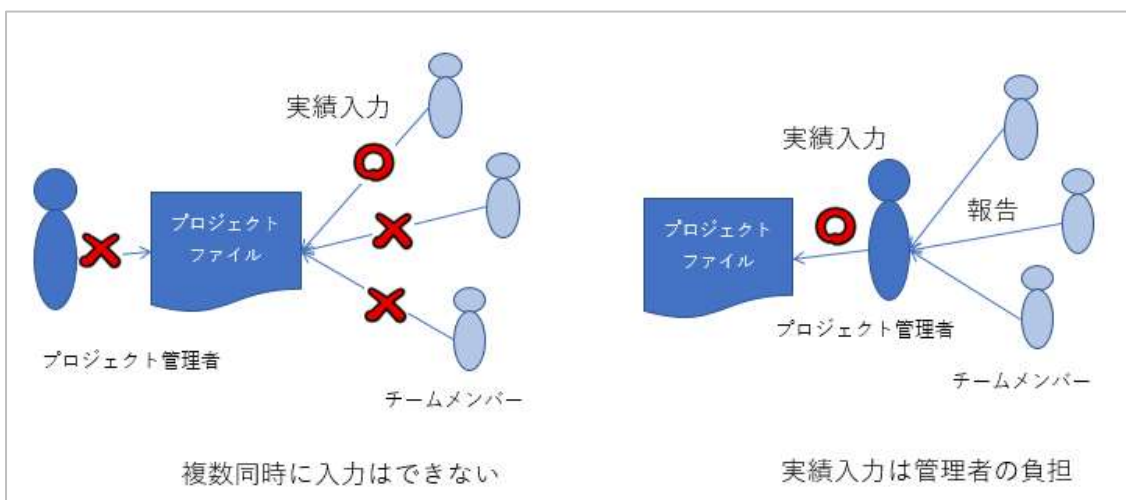 実績入力
プロジェクト
ファイル
プロジェクト管理者
チームメンバー
複数同時に入力はできない
実績入力
報告
プロジェクト
ファイル
プロジェクト管理者
チームメンバー
実績入力は管理者の負担